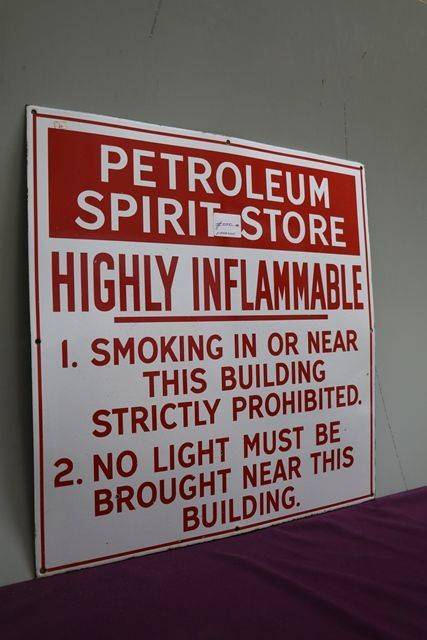 PETROLEUM
SPIRIT STORE
HIGHLY INFLAMMABLE
1. SMOKING IN OR NEAR
THIS BUILDING
STRICTLY PROHIBITED.
2. NO LIGHT MUST BE
BROUGHT NEAR THIS
BUILDING.